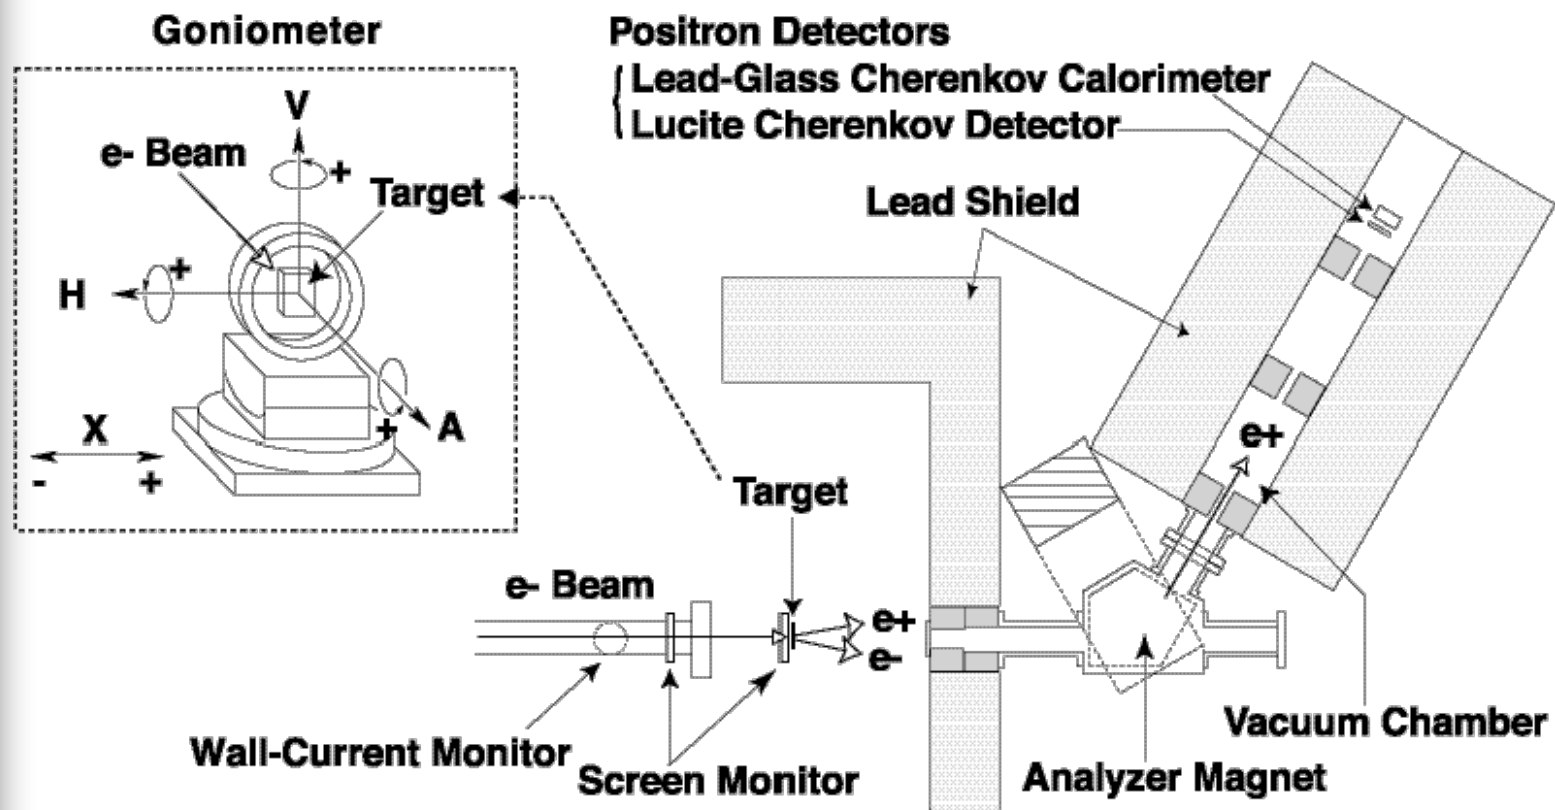 Goniometer
Positron Detectors
Lead-Glass Cherenkov Calorimeter
Lucite Cherenkov Detector
V
e- Beam
+
Target
Lead Shield
H
+
A
+
X
- +
e+
Target
e- Beam
e+
e-
Wall-Current Monitor
Screen Monitor
Vacuum Chamber
Analyzer Magnet